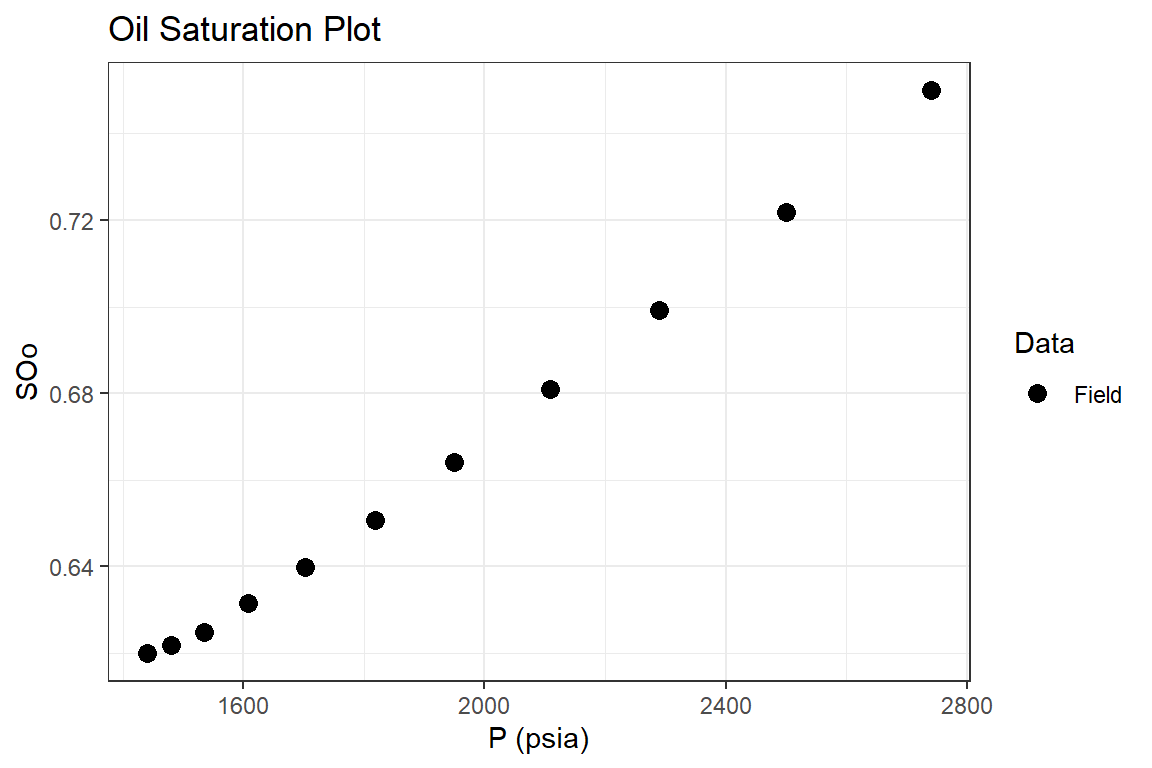 Oil Saturation Plot
0.72
0.68
0.64
SOo
1600 2000 2400 2800
P (psia)
Data
Field